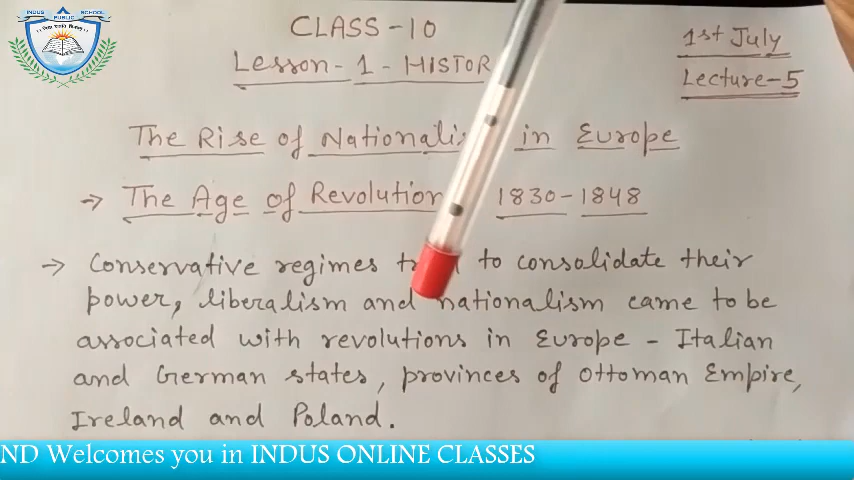 INDUS PUBLIC SCHOOL
CLASS-10
1st July
Lesson-1-HISTOR
Lecture-5
The Rise of Nationalis in Europe
→ The Age of Revolution 1830-1848
→ Conservative regimes to consolidate their
power, liberalism and nationalism came to be
associated with revolutions in Europe - Italian
and German states, provinces of Ottoman Empire,
Ireland and Poland.
ND Welcomes you in INDUS ONLINE CLASSES